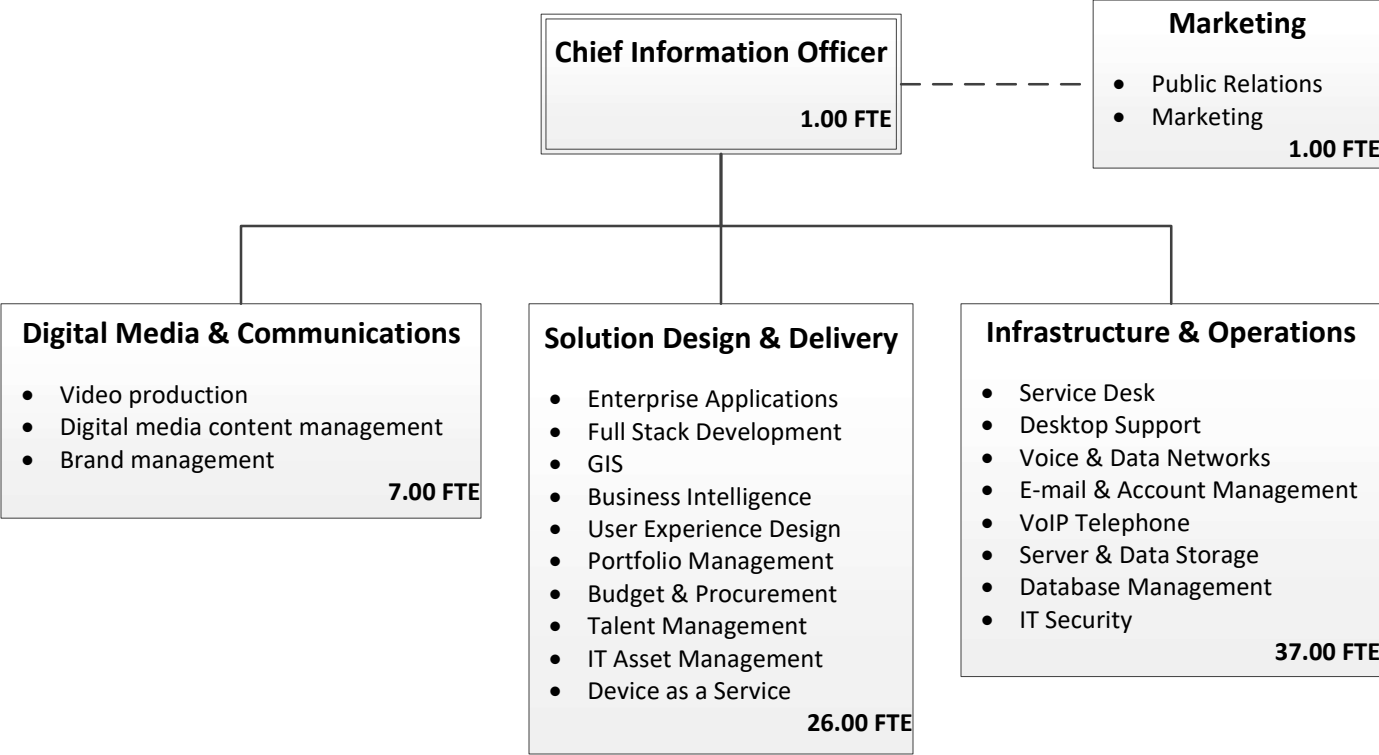 Chief Information Officer
1.00 FTE
Marketing
• Public Relations
• Marketing
1.00 FTE
Digital Media & Communications
• Video production
• Digital media content management
• Brand management
7.00 FTE
Solution Design & Delivery
• Enterprise Applications
• Full Stack Development
• GIS
• Business Intelligence
• User Experience Design
• Portfolio Management
• Budget & Procurement
• Talent Management
• IT Asset Management
• Device as a Service
26.00 FTE
Infrastructure & Operations
• Service Desk
• Desktop Support
• Voice & Data Networks
• E-mail & Account Management
• VoIP Telephone
• Server & Data Storage
• Database Management
• IT Security
37.00 FTE